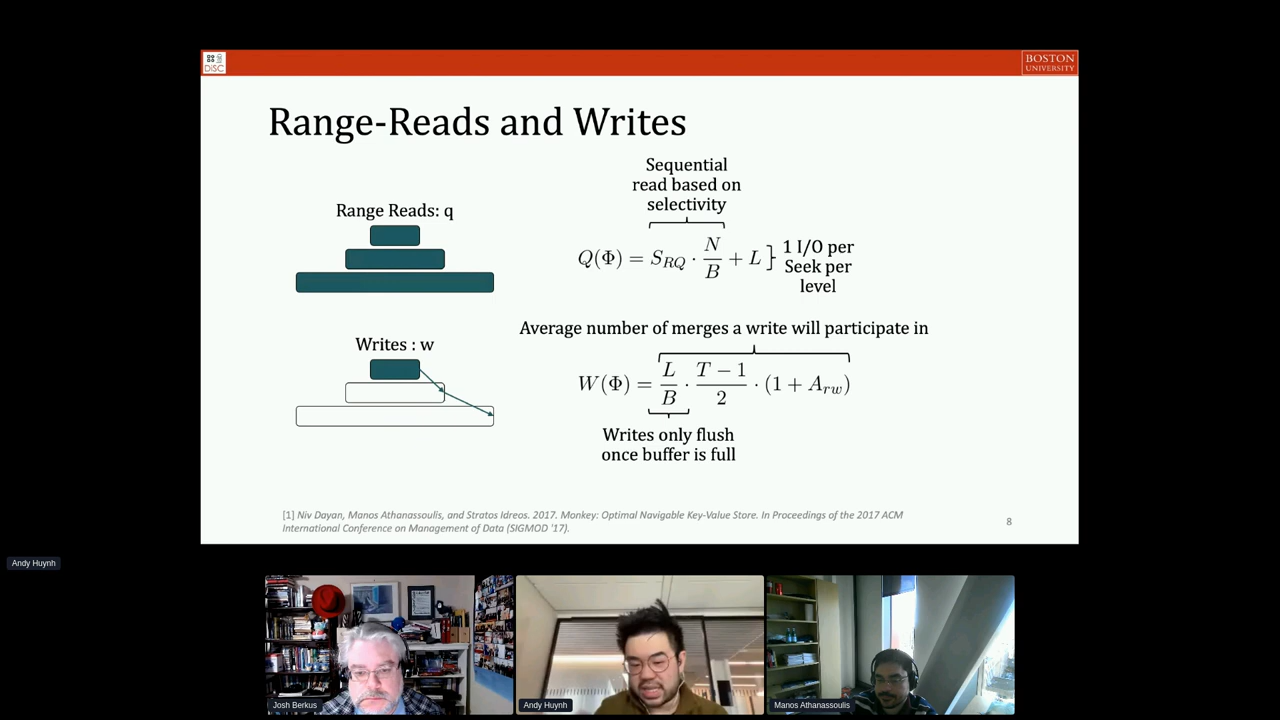 DiSC
BOSTON
UNIVERSITY
Range-Reads and Writes
Sequential
read based on
selectivity
Range Reads: q
Q(Φ) = S_RQ · N/B + L
1 I/O per
Seek per
level
Average number of merges a write will participate in
Writes : w
W(Φ) = L/B · (T − 1)/2 · (1 + A_rw)
Writes only flush
once buffer is full
[1] Niv Dayan, Manos Athanassoulis, and Stratos Idreos. 2017. Monkey: Optimal Navigable Key-Value Store. In Proceedings of the 2017 ACM
International Conference on Management of Data (SIGMOD '17).
8
Andy Huynh
Josh Berkus
Andy Huynh
Manos Athanassoulis